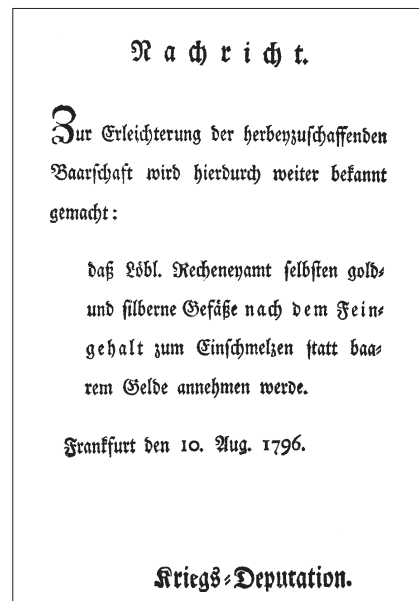 Nachricht.
Zur Erleichterung der herbeyzuschaffenden
Baarschaft wird hierdurch weiter bekannt
gemacht:
daß Löbl. Recheneyamt selbsten gold-
und silberne Gefäße nach dem Fein-
gehalt zum Einschmelzen statt baa-
rem Gelde annehmen werde.
Frankfurt den 10. Aug. 1796.
Kriegs-Deputation.